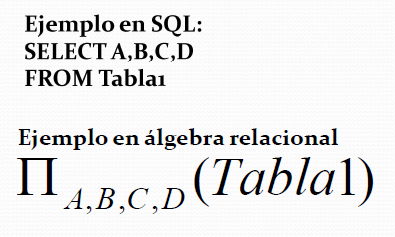 Ejemplo en SQL:
SELECT A,B,C,D
FROM Tabla1
Ejemplo en álgebra relacional
Π A,B,C,D (Tabla1)